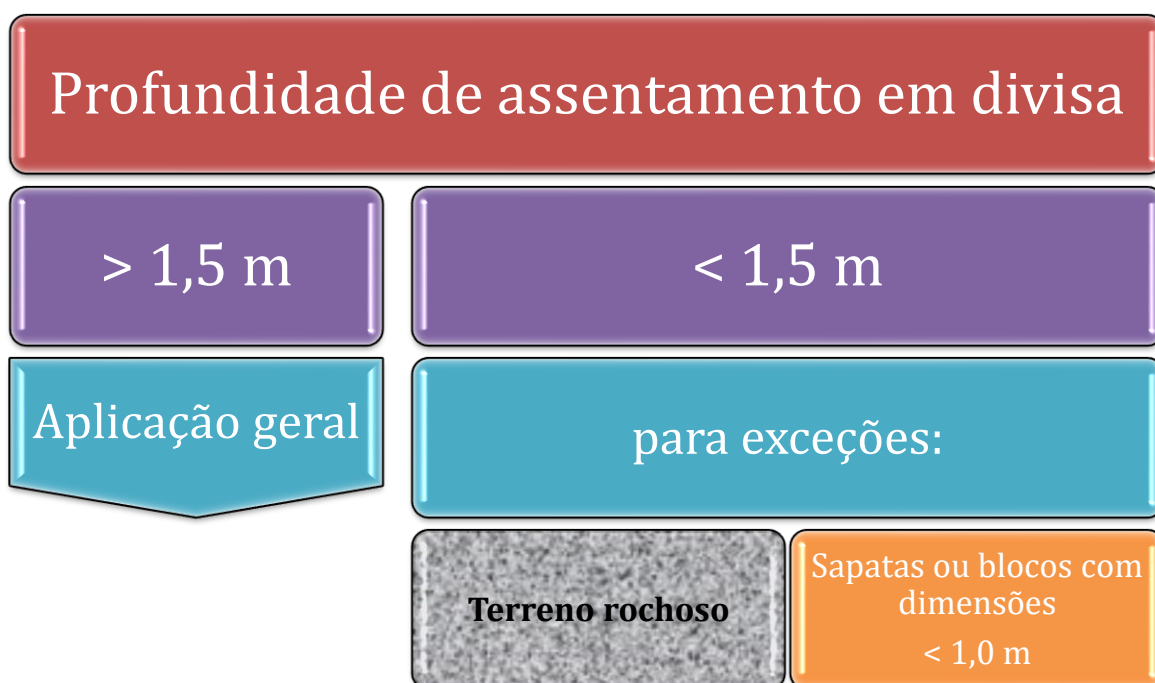 Profundidade de assentamento em divisa
> 1,5 m
< 1,5 m
Aplicação geral
para exceções:
Terreno rochoso
Sapatas ou blocos com
dimensões
< 1,0 m